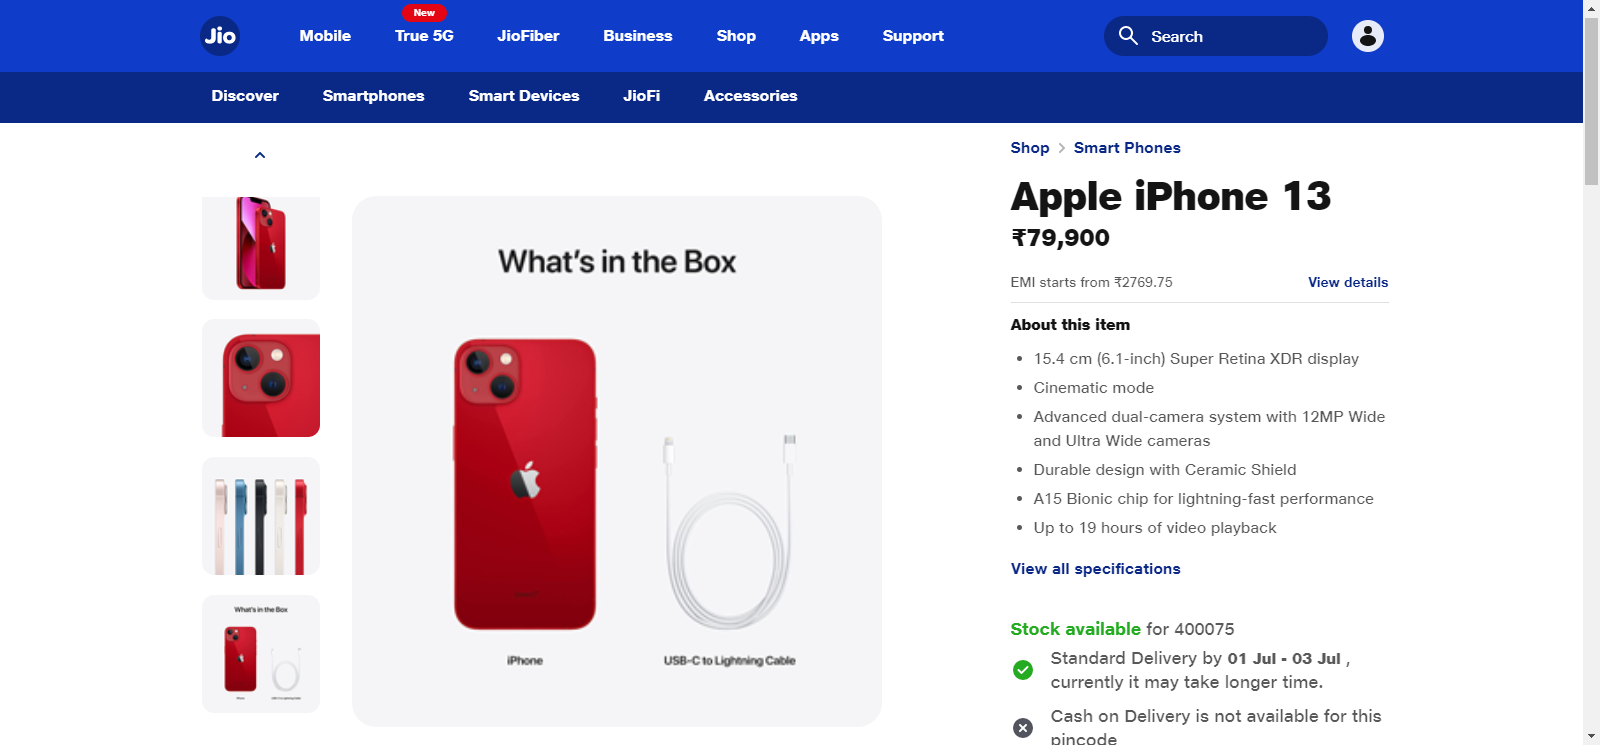 New
Jio
Mobile
True 5G
JioFiber
Business
Shop
Apps
Support
Search
Discover
Smartphones
Smart Devices
JioFi
Accessories
Shop
Smart Phones
Apple iPhone 13
₹79,900
EMI starts from ₹2769.75
View details
About this item
15.4 cm (6.1-inch) Super Retina XDR display
Cinematic mode
Advanced dual-camera system with 12MP Wide
and Ultra Wide cameras
Durable design with Ceramic Shield
A15 Bionic chip for lightning-fast performance
Up to 19 hours of video playback
View all specifications
Stock available for 400075
Standard Delivery by 01 Jul - 03 Jul ,
currently it may take longer time.
Cash on Delivery is not available for this
pincode
What's in the Box
iPhone
USB-C to Lightning Cable
What's in the Box
iPhone
USB-C to Lightning Cable